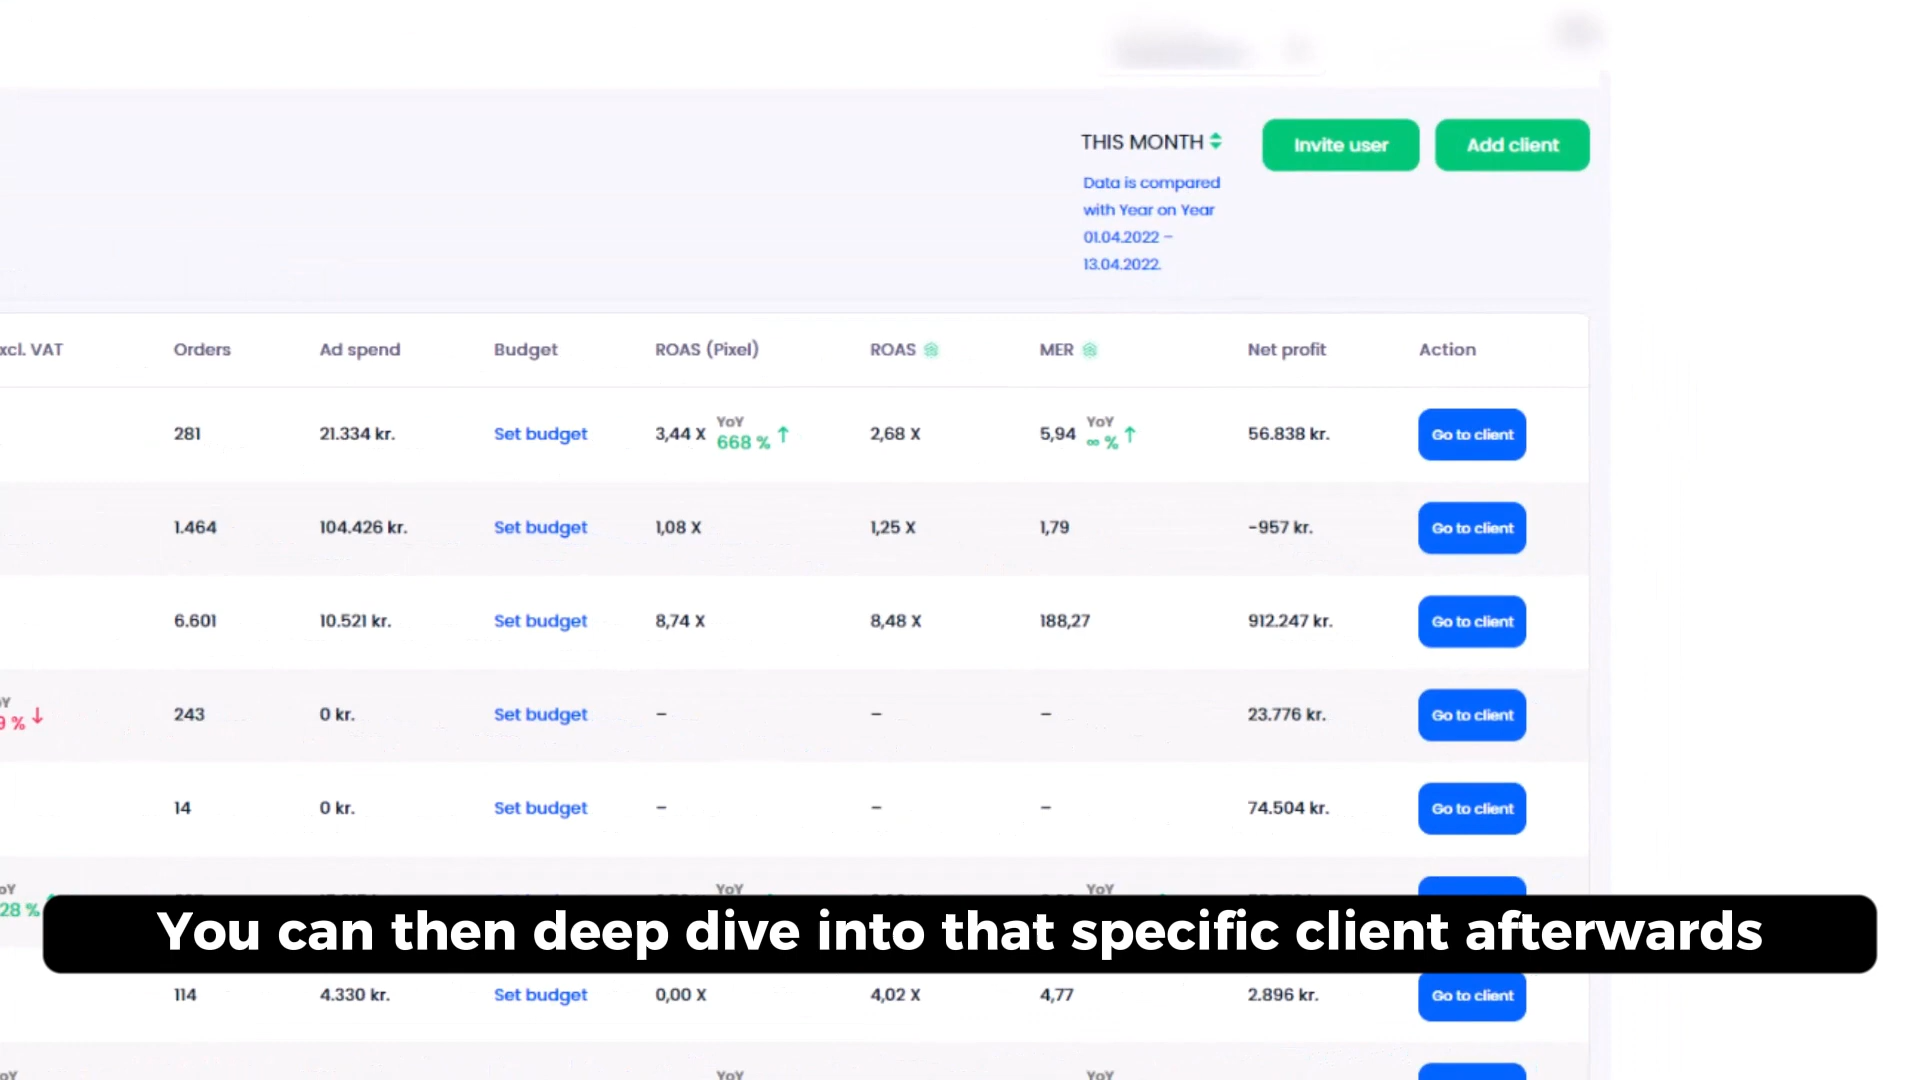 THIS MONTH
Invite user
Add client
Data is compared
with Year on Year
01.04.2022 –
13.04.2022.
xcl. VAT Orders Ad spend Budget ROAS (Pixel) ROAS MER Net profit Action
281 21.334 kr. Set budget 3,44 X YoY 668 % ↑ 2,68 X 5,94 YoY ∞ % ↑ 56.838 kr. Go to client
1.464 104.426 kr. Set budget 1,08 X 1,25 X 1,79 -957 kr. Go to client
6.601 10.521 kr. Set budget 8,74 X 8,48 X 188,27 912.247 kr. Go to client
9 % ↓ 243 0 kr. Set budget – – – 23.776 kr. Go to client
14 0 kr. Set budget – – – 74.504 kr. Go to client
oY YoY YoY
28 %
You can then deep dive into that specific client afterwards
114 4.330 kr. Set budget 0,00 X 4,02 X 4,77 2.896 kr. Go to client
oY YoY YoY